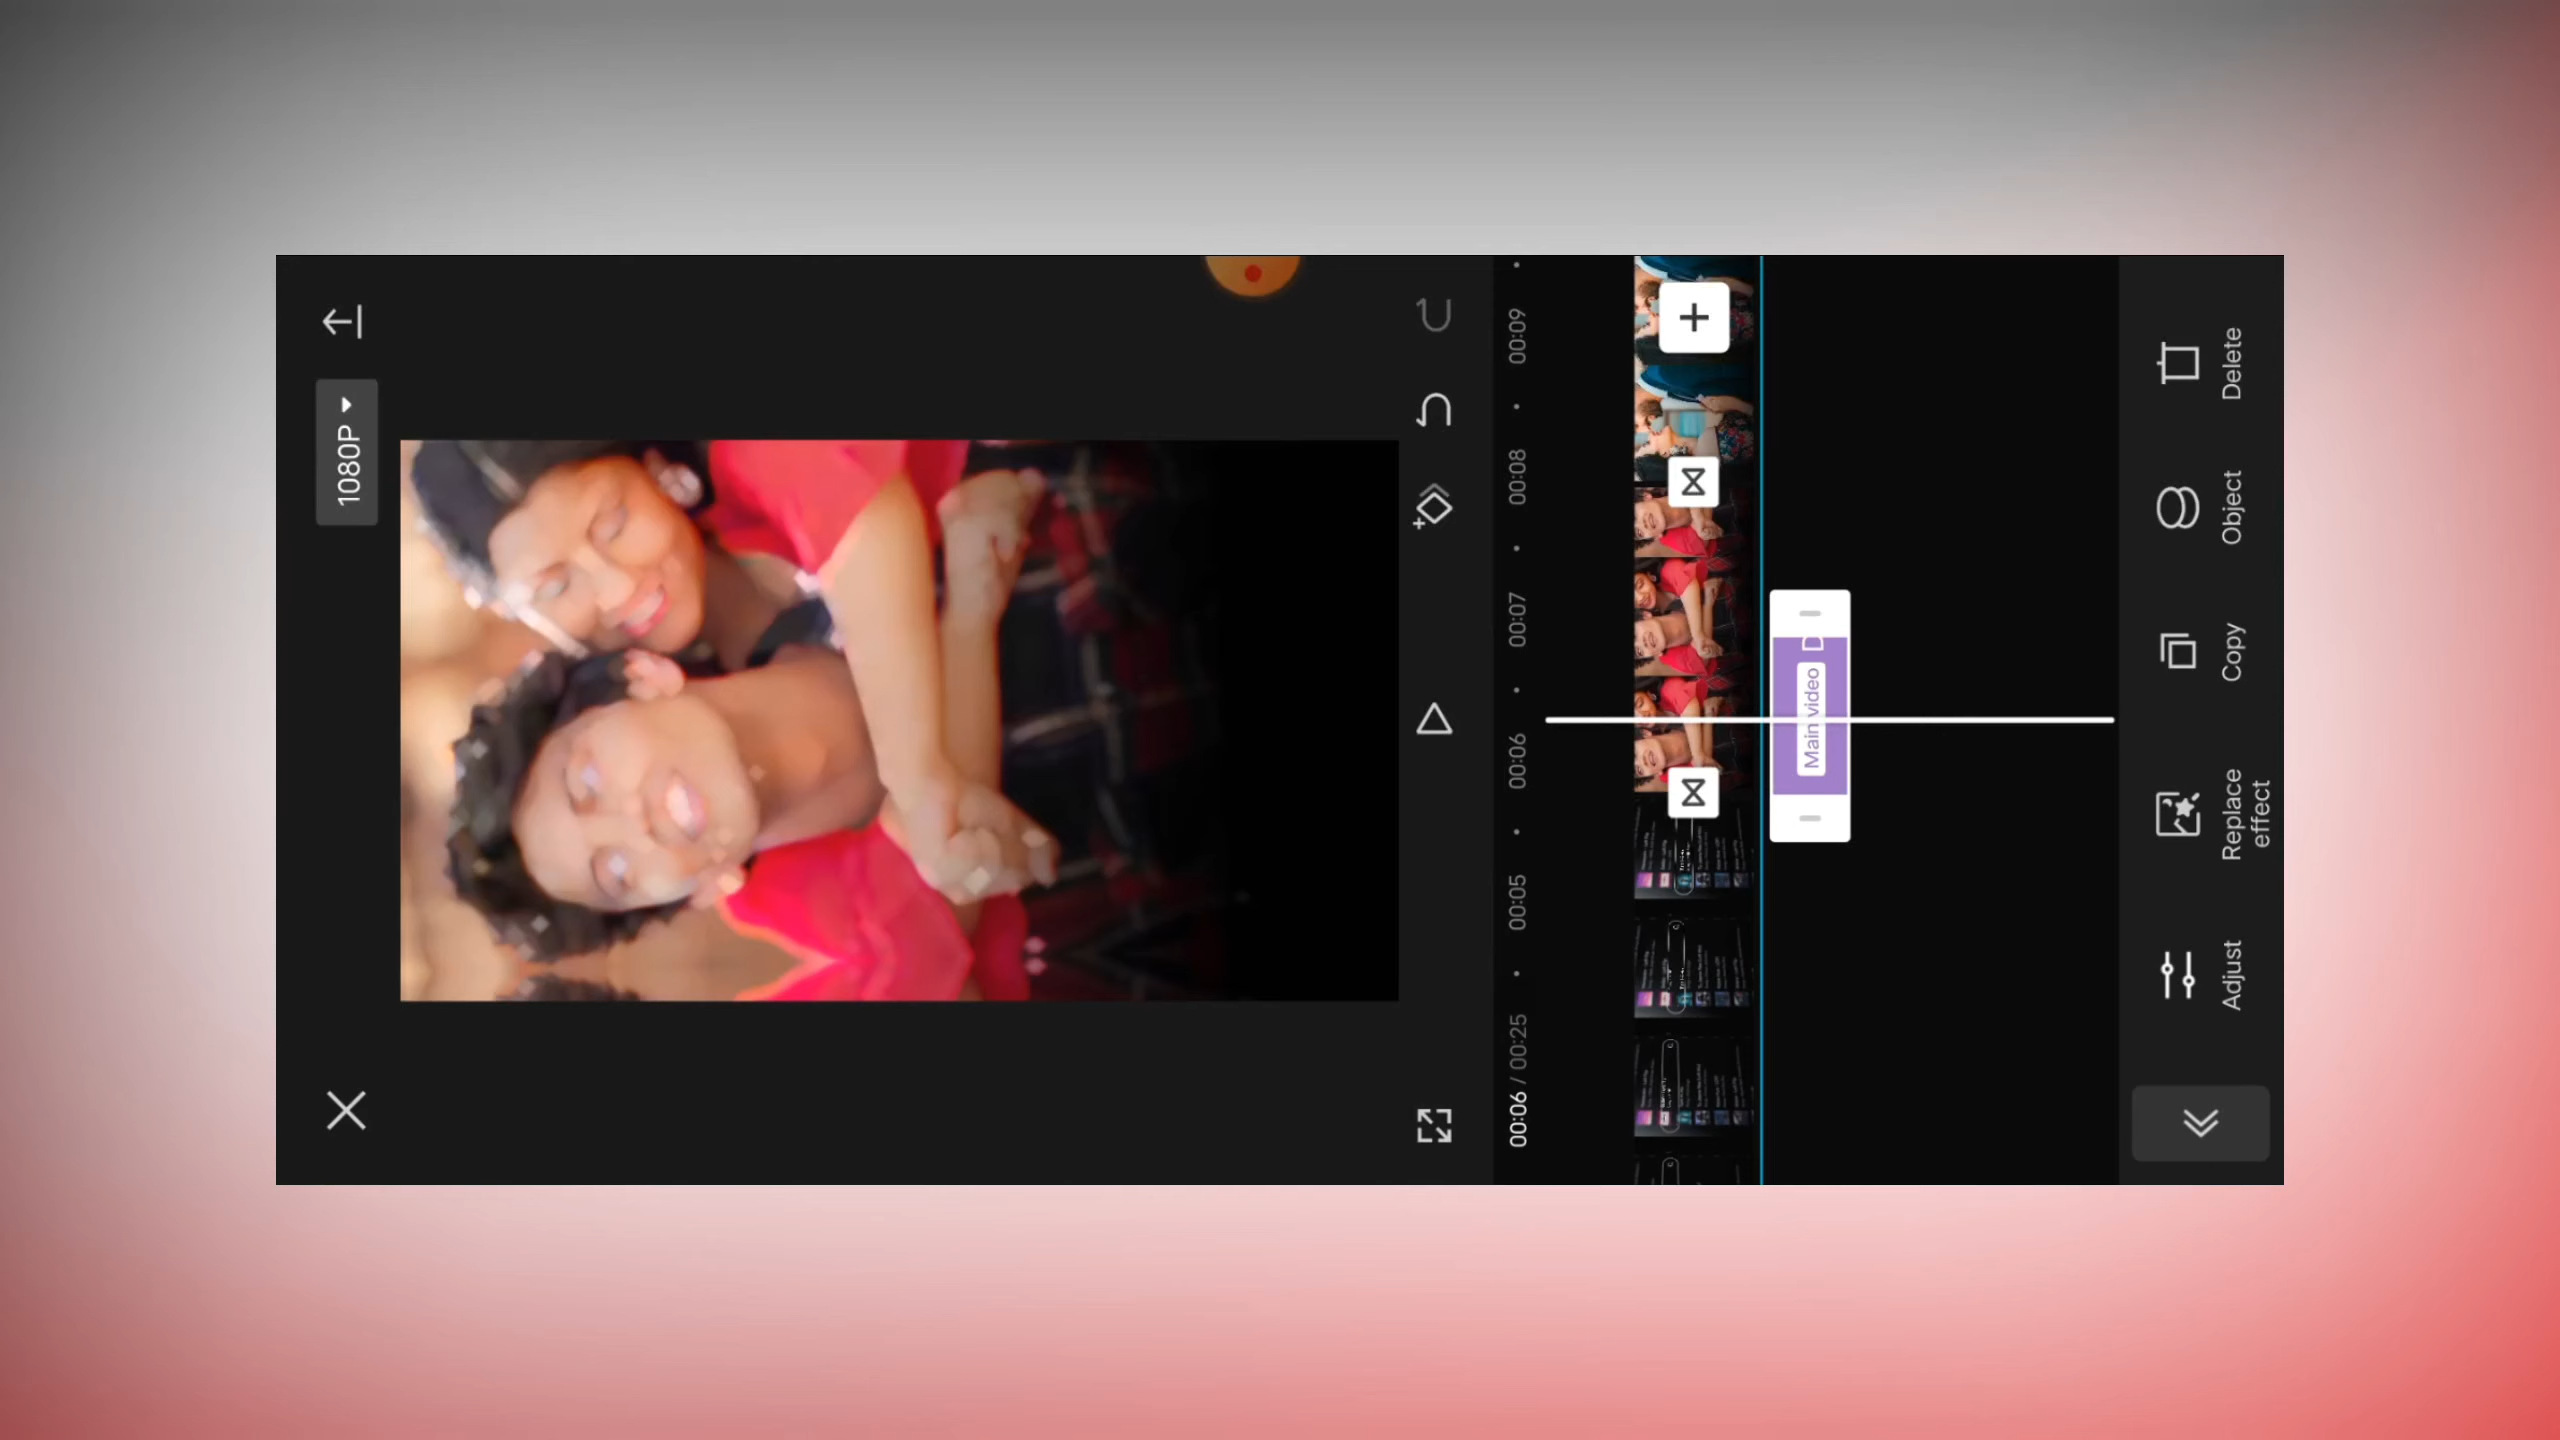 1080P
00:06 / 00:25
00:05
00:06
00:07
00:08
00:09
Main video D
Adjust
Replace
effect
Copy
Object
Delete